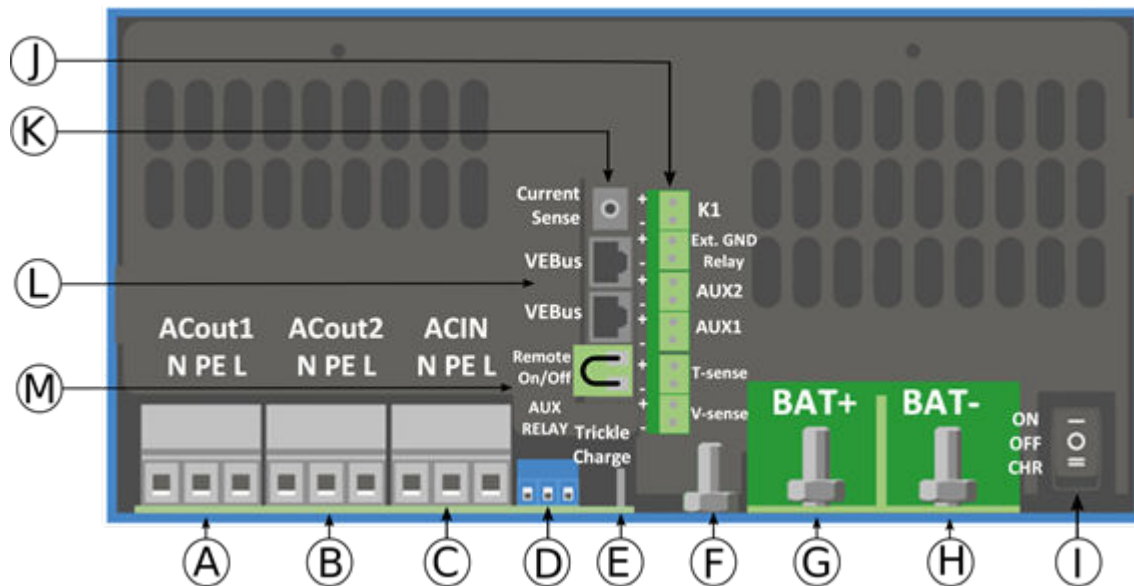 J
K
Current
Sense
+
-
K1
+
-
Ext. GND
Relay
L
VEBus
+
-
AUX2
VEBus
+
-
AUX1
ACout1
N PE L
ACout2
N PE L
ACIN
N PE L
M
Remote
On/Off
+
-
T-sense
AUX
RELAY
+
-
V-sense
Trickle
Charge
BAT+
BAT-
ON
OFF
CHR
A
B
C
D
E
F
G
H
I